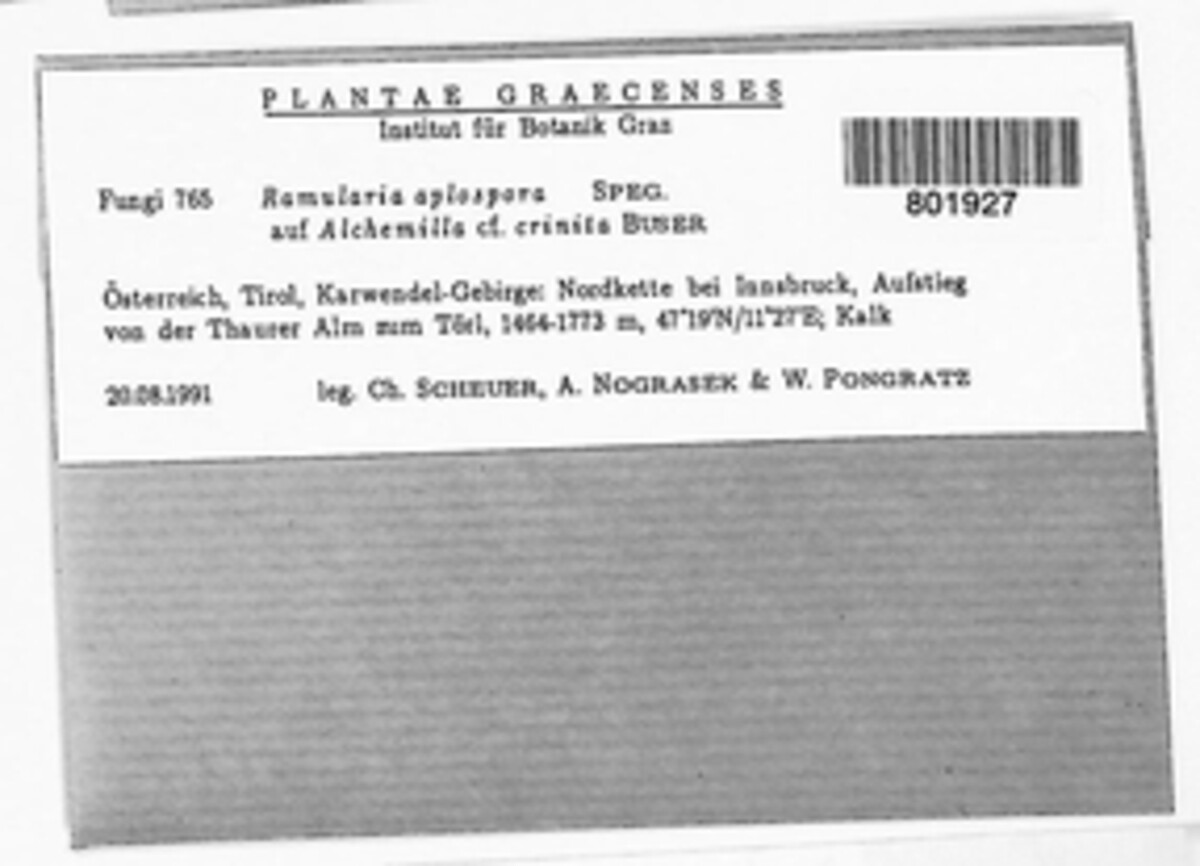 PLANTAE GRAECENSES
Institut für Botanik Graz
801927
Fungi 765 Ramularia aplospora SPEG.
auf Alchemilla cf. crinita BUSER
Österreich, Tirol, Karwendel-Gebirge: Nordkette bei Innsbruck, Aufstieg
von der Thaurer Alm zum Törl, 1464-1773 m, 47°19'N/11°27'E; Kalk
20.08.1991 leg. Ch. SCHEUER, A. NOGRASEK & W. PONGRATZ